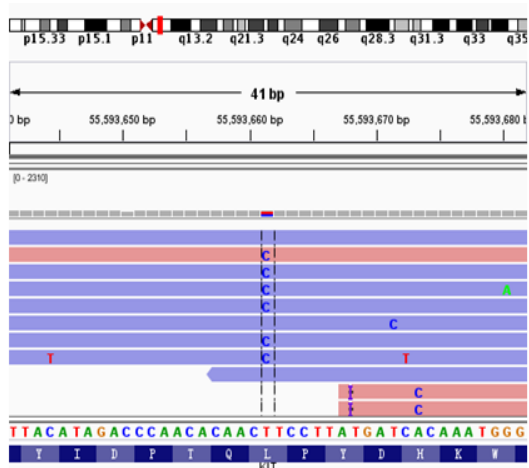 p15.33 p15.1 p11 q13.2 q21.3 q24 q26 q28.3 q31.3 q33 q35
41 bp
0 bp 55,593,650 bp 55,593,660 bp 55,593,670 bp 55,593,680 b
[0 - 2310]
C
C
C A
C
C
C
T C T
I C
I C
TTACATAGACCCAACACAACTTCCTTATGATCACAAATGGG
Y I D P T Q L P Y D H K W
KIT